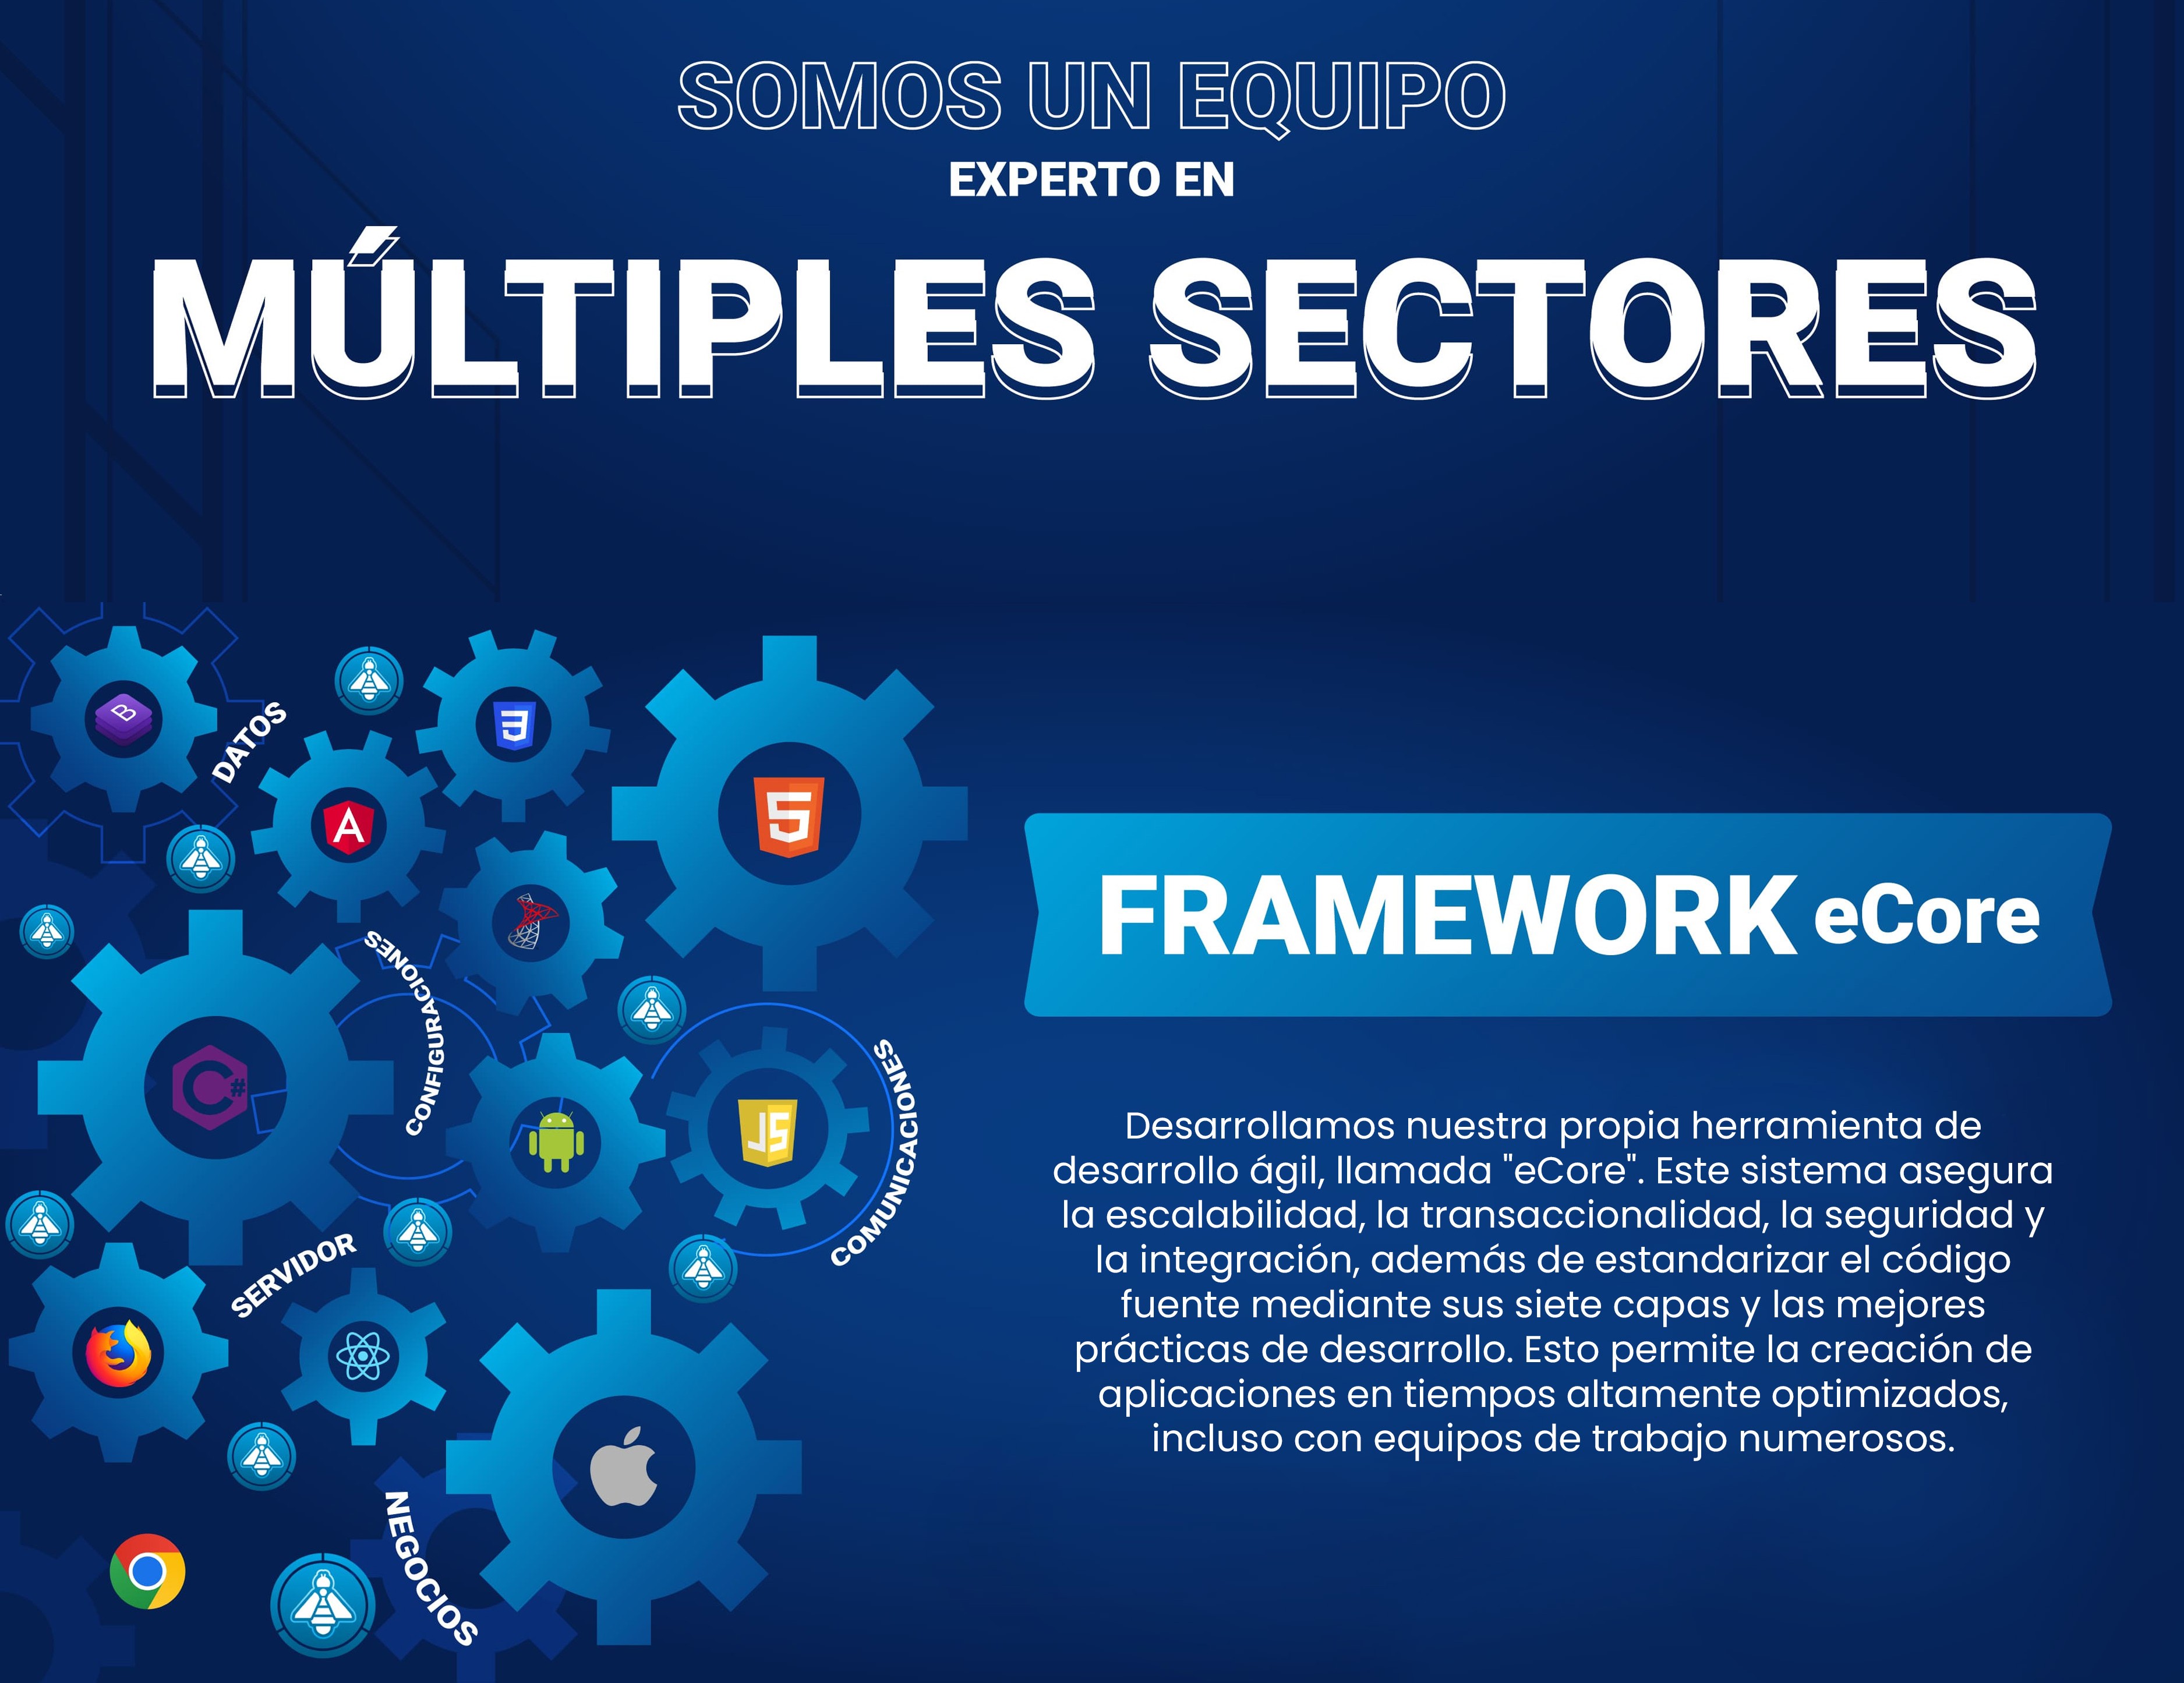 SOMOS UN EQUIPO
EXPERTO EN
MÚLTIPLES SECTORES
B
DATOS
3
A
5
CONFIGURACIONES
C#
JS
COMUNICACIONES
SERVIDOR
NEGOCIOS
FRAMEWORK eCore
Desarrollamos nuestra propia herramienta de
desarrollo ágil, llamada "eCore". Este sistema asegura
la escalabilidad, la transaccionalidad, la seguridad y
la integración, además de estandarizar el código
fuente mediante sus siete capas y las mejores
prácticas de desarrollo. Esto permite la creación de
aplicaciones en tiempos altamente optimizados,
incluso con equipos de trabajo numerosos.